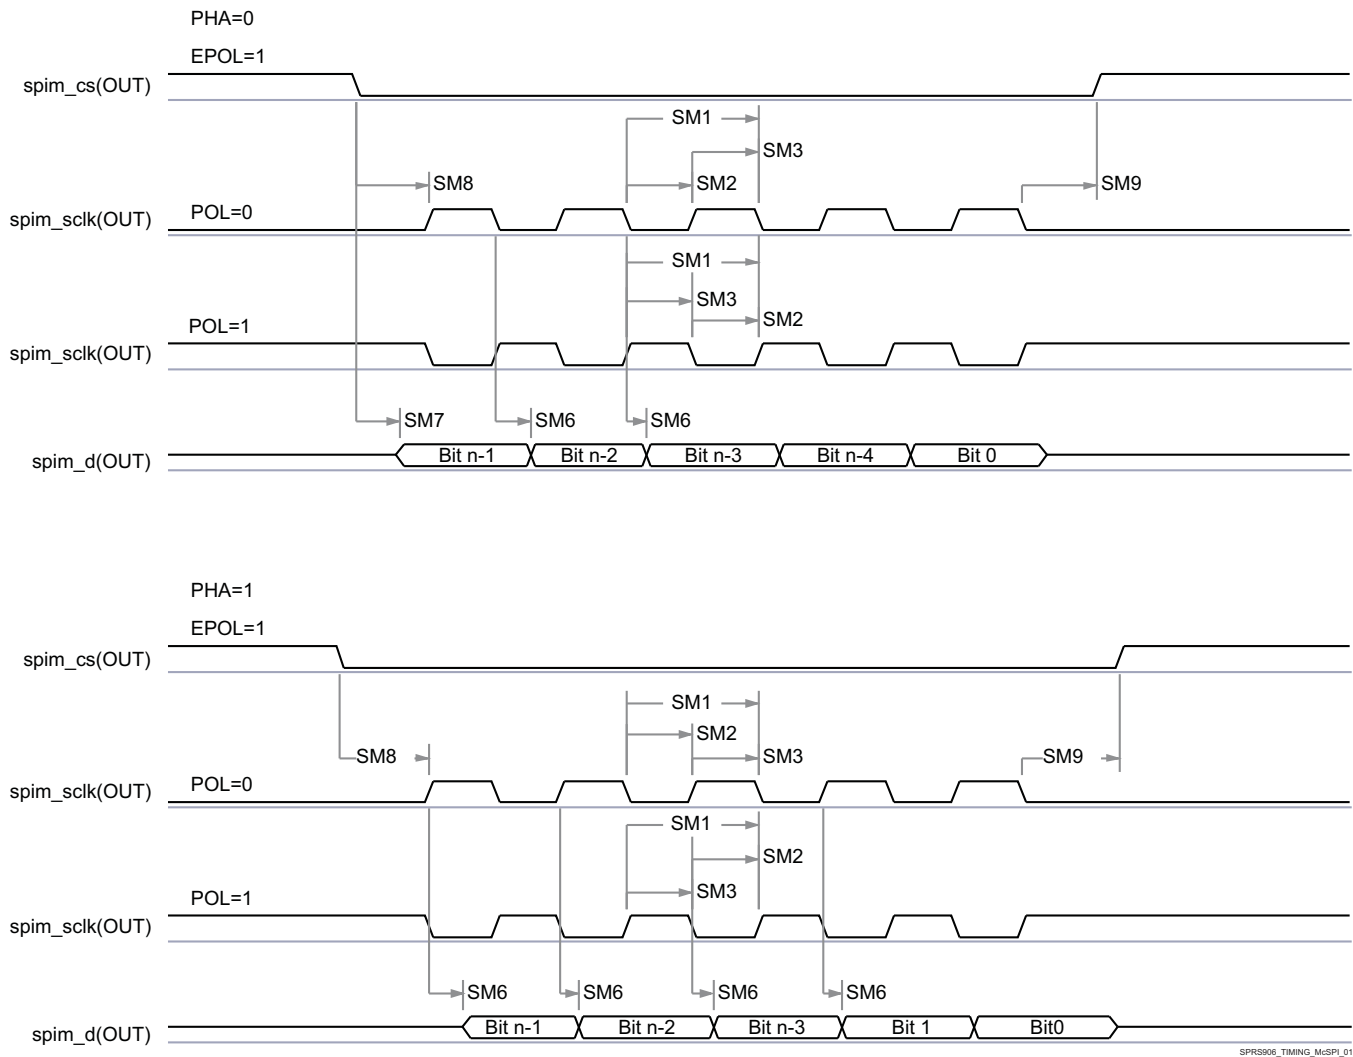 PHA=0
EPOL=1
spim_cs(OUT)
SM1
SM3
SM8
SM2
SM9
POL=0
spim_sclk(OUT)
SM1
SM3
SM2
POL=1
spim_sclk(OUT)
SM7
SM6
SM6
Bit n-1
Bit n-2
Bit n-3
Bit n-4
Bit 0
spim_d(OUT)
PHA=1
EPOL=1
spim_cs(OUT)
SM1
SM2
SM8
SM3
SM9
POL=0
spim_sclk(OUT)
SM1
SM2
SM3
POL=1
spim_sclk(OUT)
SM6
SM6
SM6
SM6
Bit n-1
Bit n-2
Bit n-3
Bit 1
Bit0
spim_d(OUT)
SPRS906_TIMING_McSPI_01